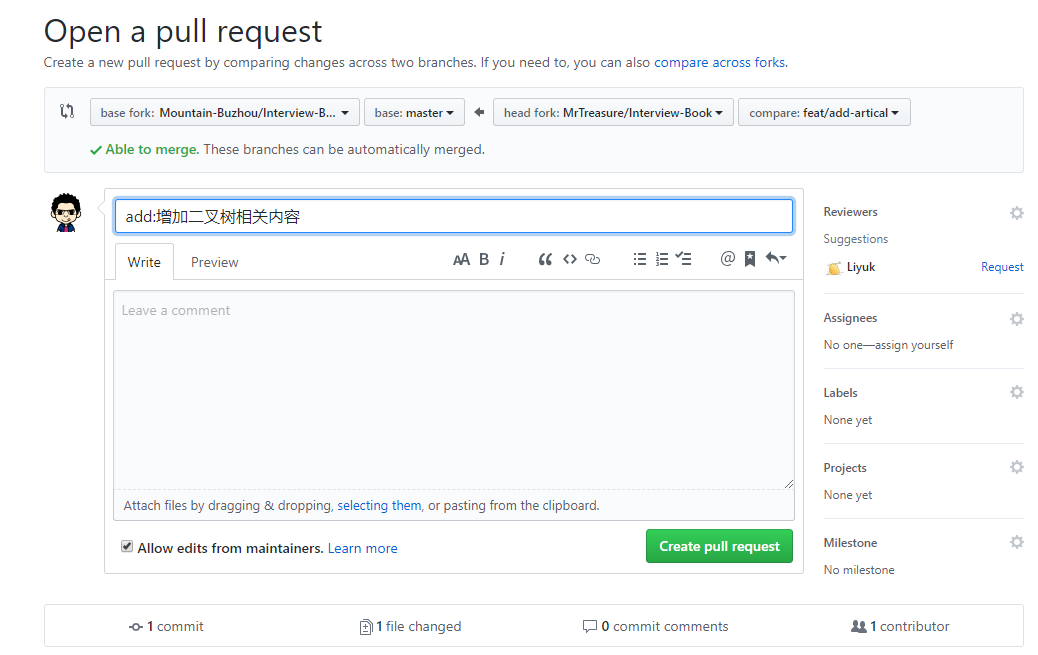 Open a pull request
Create a new pull request by comparing changes across two branches. If you need to, you can also compare across forks.
base fork: Mountain-Buzhou/Interview-B... base: master head fork: MrTreasure/Interview-Book compare: feat/add-artical
Able to merge. These branches can be automatically merged.
add:增加二叉树相关内容
Write Preview AA B i
Leave a comment
Attach files by dragging & dropping, selecting them, or pasting from the clipboard.
Allow edits from maintainers. Learn more
Create pull request
Reviewers
Suggestions
Liyuk Request
Assignees
No one—assign yourself
Labels
None yet
Projects
None yet
Milestone
No milestone
1 commit 1 file changed 0 commit comments 1 contributor